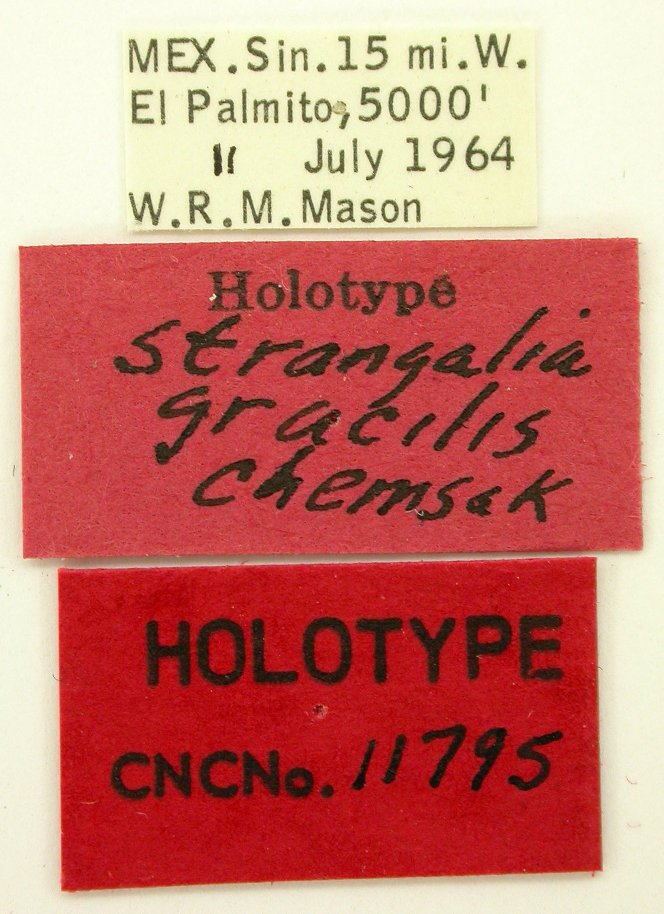 MEX.Sin.15 mi.W.
El Palmito,5000'
11 July 1964
W.R.M.Mason
Holotype
Strangalia
gracilis
chemsak
HOLOTYPE
CNCNo. 11795